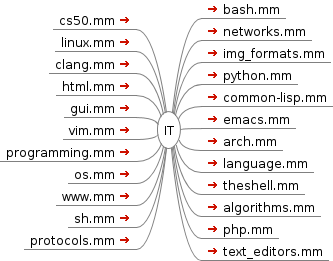 cs50.mm
linux.mm
clang.mm
html.mm
gui.mm
vim.mm
programming.mm
os.mm
www.mm
sh.mm
protocols.mm
IT
bash.mm
networks.mm
img_formats.mm
python.mm
common-lisp.mm
emacs.mm
arch.mm
language.mm
theshell.mm
algorithms.mm
php.mm
text_editors.mm